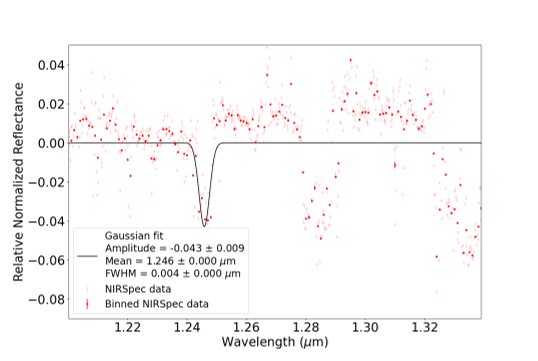 0.04
0.02
0.00
−0.02
−0.04
−0.06
−0.08
Relative Normalized Reflectance
Gaussian fit
Amplitude = -0.043 ± 0.009
Mean = 1.246 ± 0.000 μm
FWHM = 0.004 ± 0.000 μm
NIRSpec data
Binned NIRSpec data
1.22 1.24 1.26 1.28 1.30 1.32
Wavelength (μm)